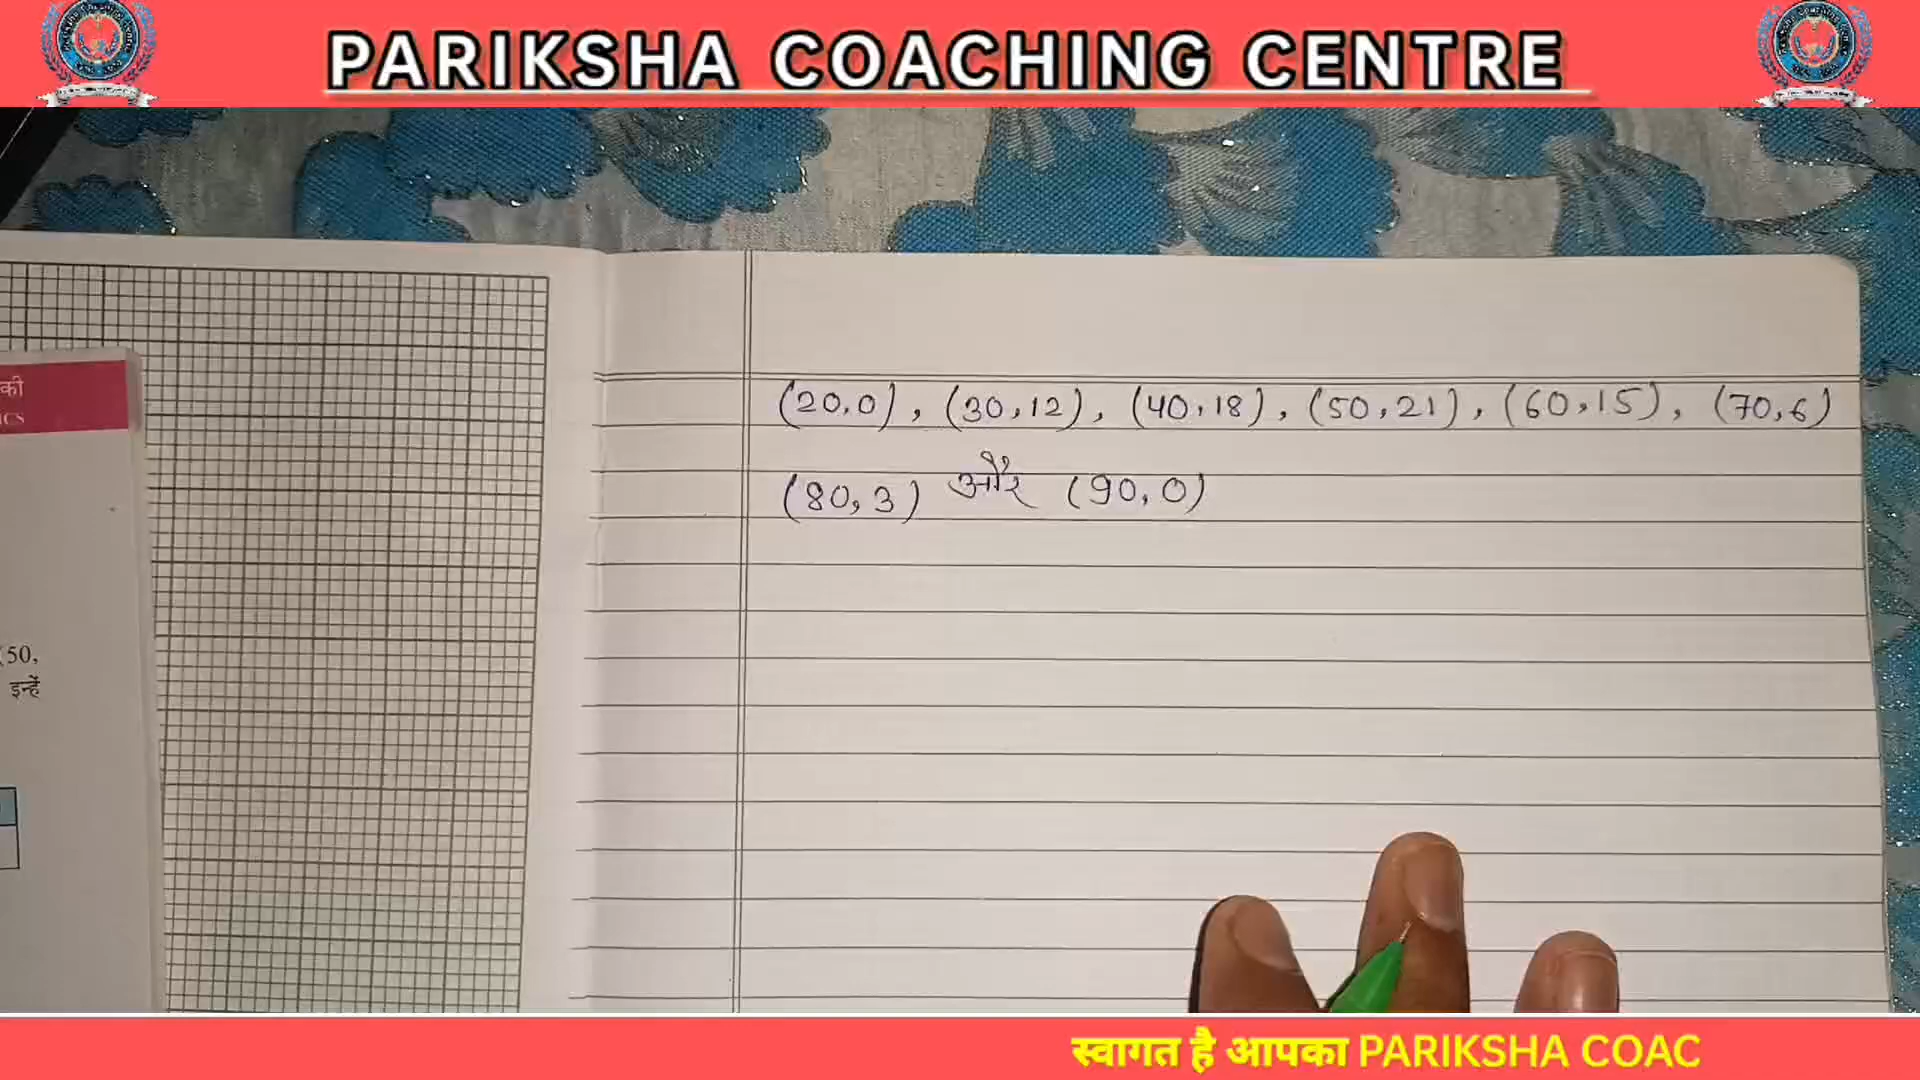 PARIKSHA COACHING CENTRE
की
ICS
(20,0), (30,12), (40,18), (50,21), (60,15), (70,6)
(80,3) और (90,0)
(50,
इन्हें
स्वागत है आपका PARIKSHA COAC